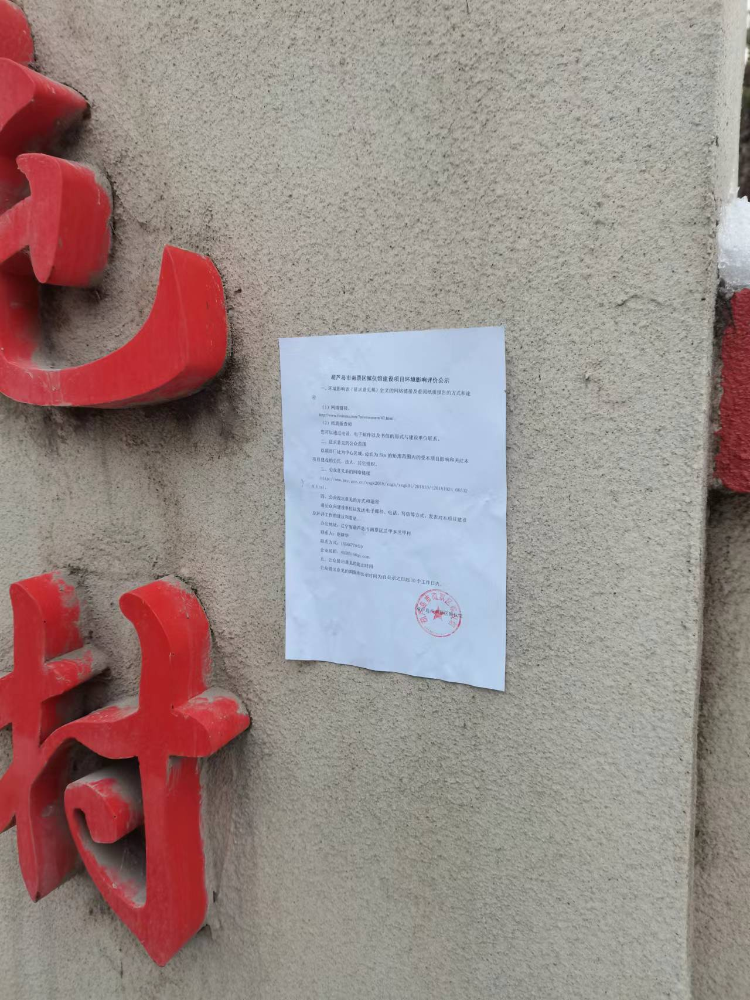 村
葫芦岛市南票区殡仪馆建设项目环境影响评价公示
一、环境影响表(征求意见稿)全文的网络链接及查阅纸质报告的方式和途
径
(1)网络链接。
(2)纸质版查阅
您可以通过电话、电子邮件以及书信的形式与建设单位联系。
二、征求意见的公众范围
以项目厂址为中心区域,边长为5km的矩形范围内的受本项目影响和关注本
项目建设的公民、法人、其它组织。
三、公众意见表的网络链接
http://www.mee.gov.cn/xxgk2018/xxgk/xxgk01/201810/t20181024_66532
9.html。
四、公众提出意见的方式和途径
请公众向建设单位以发送电子邮件、电话、写信等方式,发表对本项目建设
及环评工作的建议和看法。
办公地址:辽宁省葫芦岛市南票区兰甲乡兰甲村
联系人:赵
联系方式:
企业邮箱:
五、公众提出意见的起止时间
公众提出意见的期限和公示时间为自公示之日起10个工作日内。
葫芦岛市南票区殡仪馆